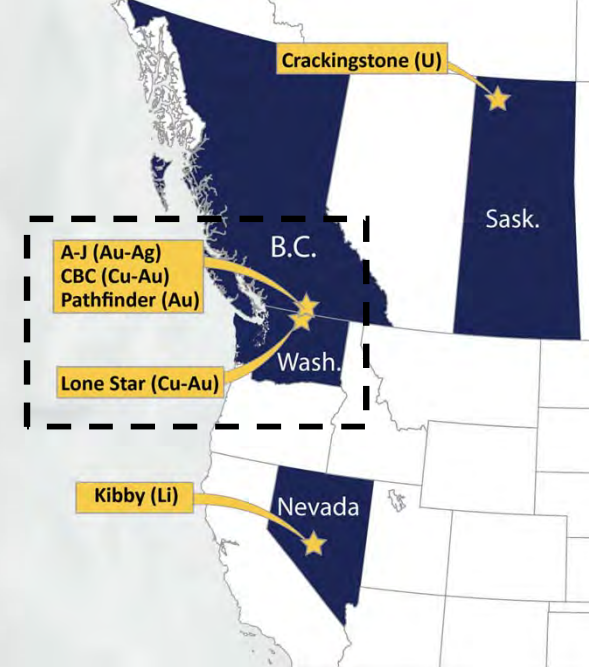 Crackingstone (U)
Sask.
B.C.
A-J (Au-Ag)
CBC (Cu-Au)
Pathfinder (Au)
Wash.
Lone Star (Cu-Au)
Kibby (Li)
Nevada